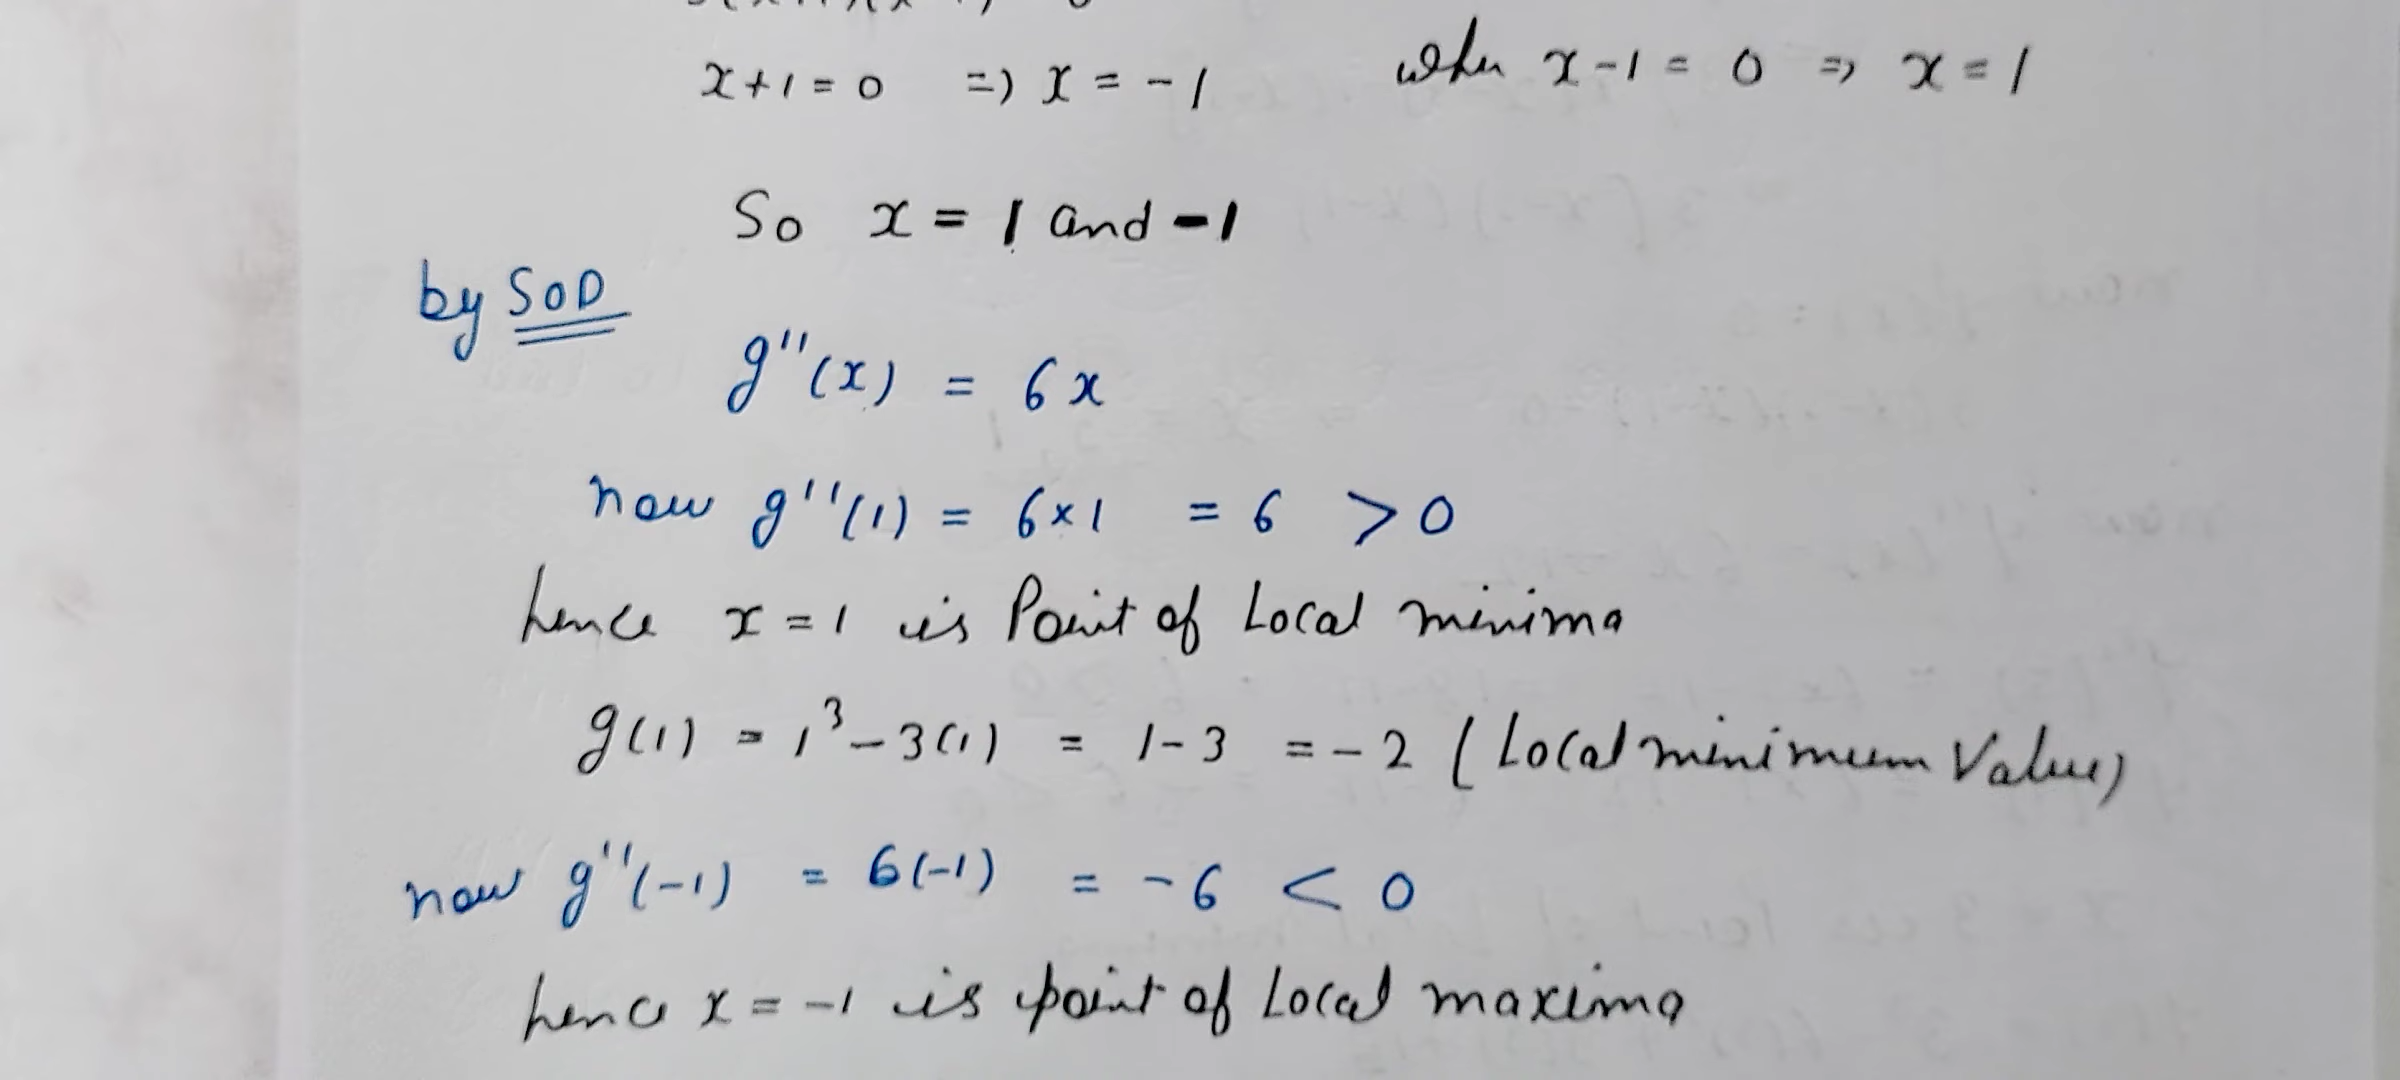 x+1 = 0 => x = -1 when x-1 = 0 => x = 1
So x = 1 and -1
by SOD
g''(x) = 6x
now g''(1) = 6×1 = 6 > 0
hence x = 1 is Point of Local minima
g(1) = 1³-3(1) = 1-3 = -2 (Local minimum Value)
now g''(-1) = 6(-1) = -6 < 0
hence x = -1 is point of Local maxima